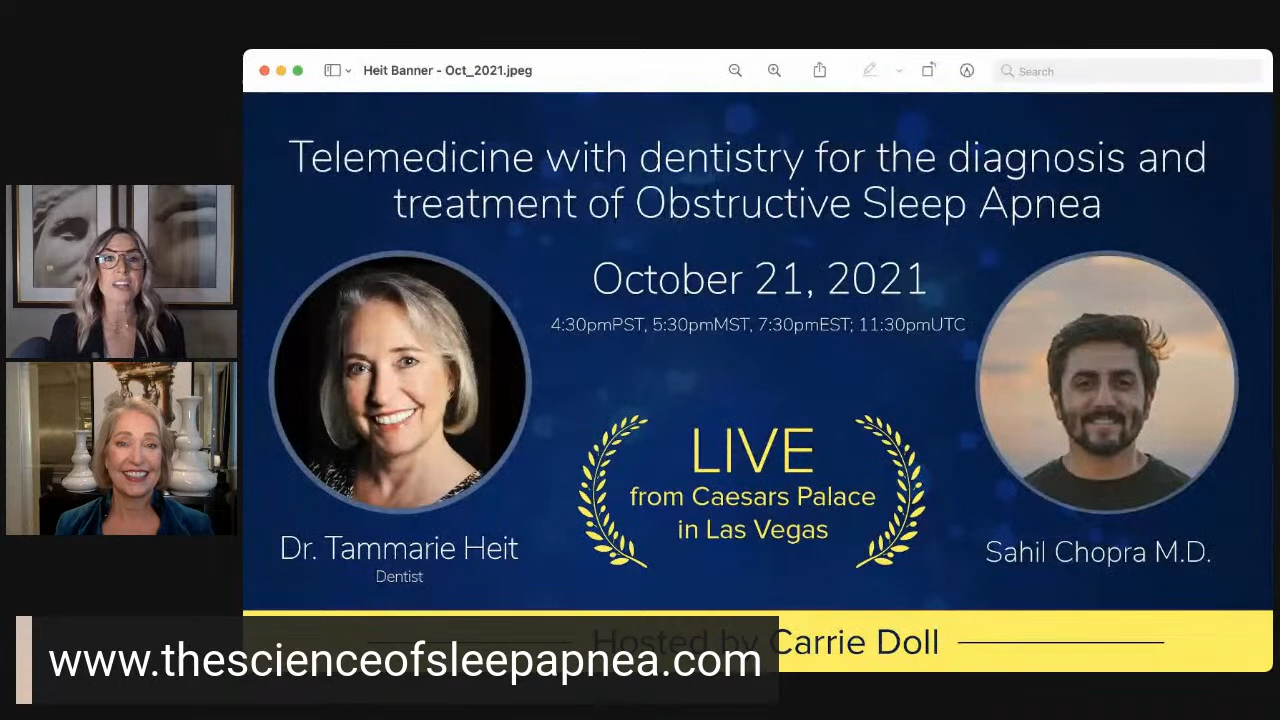 Heit Banner - Oct_2021.jpeg
Search
Telemedicine with dentistry for the diagnosis and
treatment of Obstructive Sleep Apnea
October 21, 2021
4:30pmPST, 5:30pmMST, 7:30pmEST; 11:30pmUTC
LIVE
from Caesars Palace
in Las Vegas
Dr. Tammarie Heit
Dentist
Sahil Chopra M.D.
Hosted by Carrie Doll
www.thescienceofsleepapnea.com